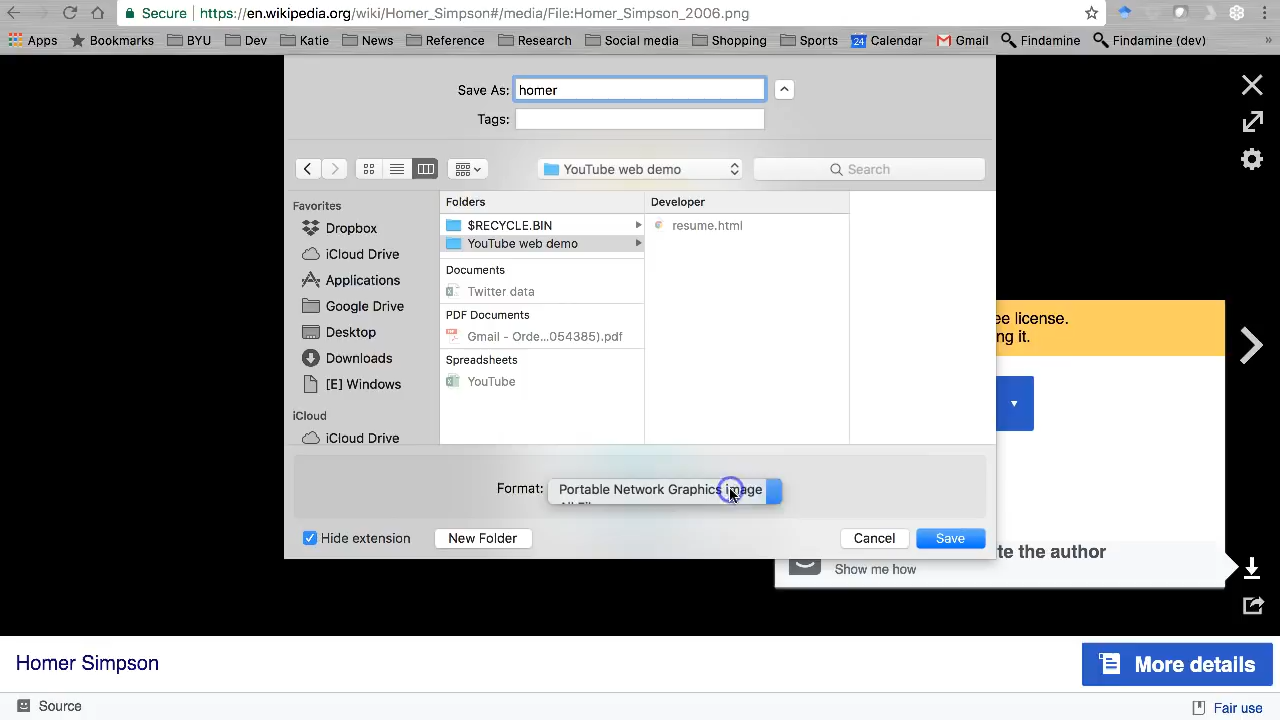 Secure https://en.wikipedia.org/wiki/Homer_Simpson#/media/File:Homer_Simpson_2006.png
Apps Bookmarks BYU Dev Katie News Reference Research Social media Shopping Sports 24 Calendar Gmail Findamine Findamine (dev) »
Save As: homer
Tags:
YouTube web demo Search
Favorites
Dropbox
iCloud Drive
Applications
Google Drive
Desktop
Downloads
[E] Windows
iCloud
iCloud Drive
Folders
$RECYCLE.BIN
YouTube web demo
Documents
Twitter data
PDF Documents
Gmail - Orde...054385).pdf
Spreadsheets
YouTube
Developer
resume.html
ee license.
ng it.
Format: Portable Network Graphics image
Hide extension New Folder Cancel Save
te the author
Show me how
Homer Simpson More details
Source Fair use